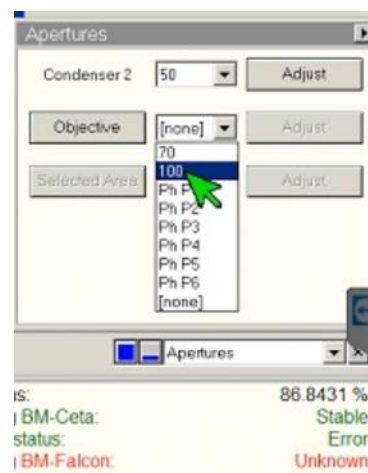 Apertures
Condenser 2 50 Adjust
Objective [none] Adjust
70
Selected Area 100 Adjust
Ph P2
Ph P3
Ph P4
Ph P5
Ph P6
[none]
Apertures
86.8431 %
BM-Ceta: Stable
status: Error
BM-Falcon: Unknown